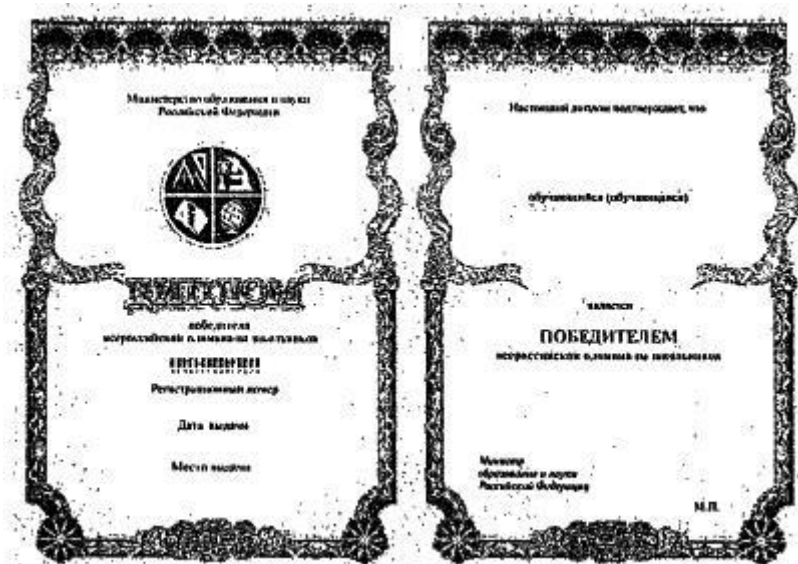 Министерство образования и науки
Российской Федерации
победителя
всероссийской олимпиады школьников
Регистрационный номер
Дата выдачи
Место выдачи
Настоящий диплом подтверждает, что
обучающийся (обучающаяся)
является
ПОБЕДИТЕЛЕМ
всероссийской олимпиады школьников
Министр
образования и науки
Российской Федерации
М.П.